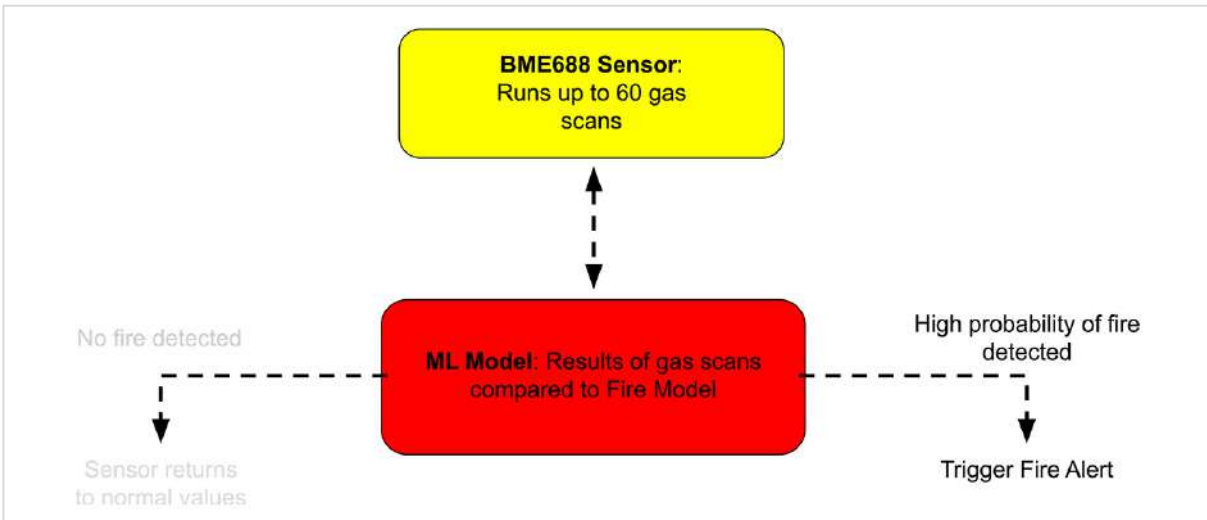 BME688 Sensor:
Runs up to 60 gas
scans
No fire detected
ML Model: Results of gas scans
compared to Fire Model
High probability of fire
detected
Sensor returns
to normal values
Trigger Fire Alert